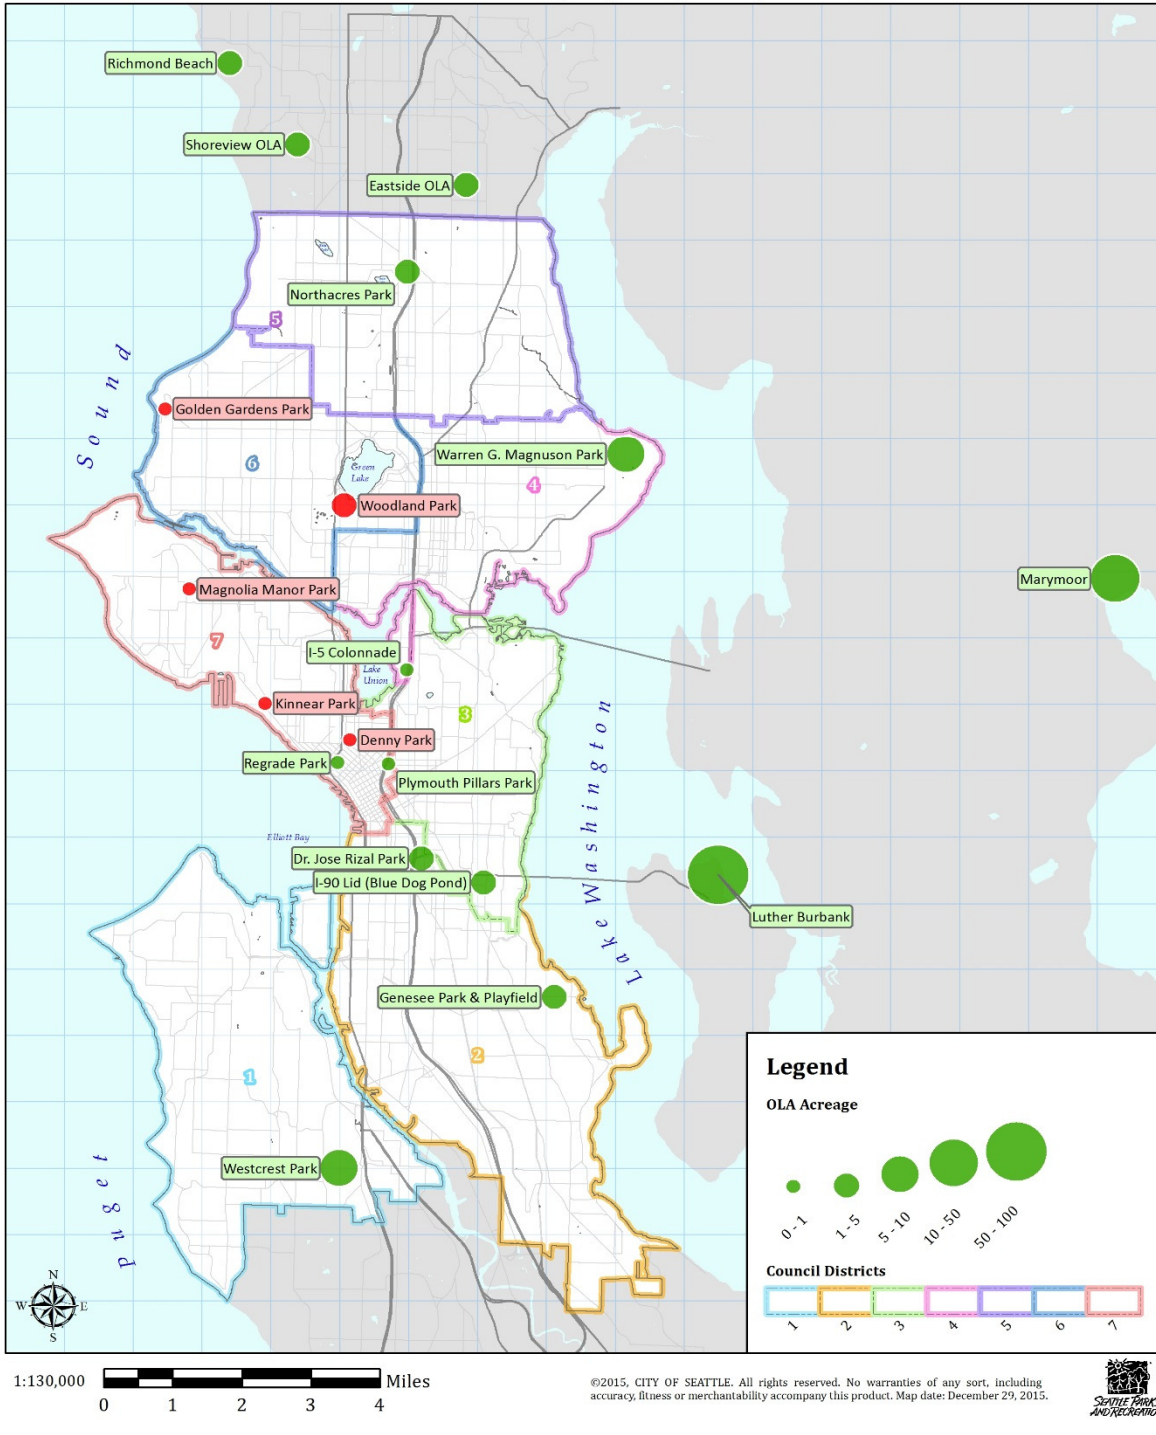 Richmond Beach
Shoreview OLA
Eastside OLA
Northacres Park
5
Sound
Golden Gardens Park
6
Green
Lake
Warren G. Magnuson Park
4
Woodland Park
Marymoor
Magnolia Manor Park
7
I-5 Colonnade
Lake
Union
Kinnear Park
3
Denny Park
Regrade Park
Plymouth Pillars Park
Lake Washington
Elliott Bay
Dr. Jose Rizal Park
I-90 Lid (Blue Dog Pond)
Luther Burbank
Genesee Park & Playfield
2
1
Westcrest Park
Puget
N
W E
S
Legend
OLA Acreage
0 - 1
1 - 5
5 - 10
10 - 50
50 - 100
Council Districts
1 2 3 4 5 6 7
1:130,000
Miles
0 1 2 3 4
©2015, CITY OF SEATTLE. All rights reserved. No warranties of any sort, including
accuracy, fitness or merchantability accompany this product. Map date: December 29, 2015.